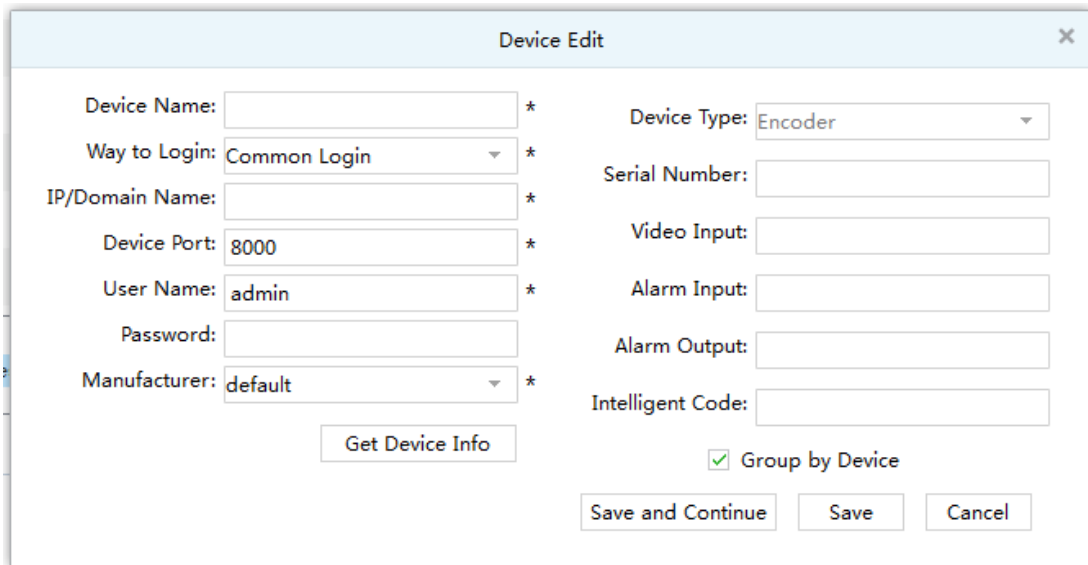 Device Edit
Device Name: *
Way to Login: Common Login *
IP/Domain Name: *
Device Port: 8000 *
User Name: admin *
Password:
Manufacturer: default *
Get Device Info
Device Type: Encoder
Serial Number:
Video Input:
Alarm Input:
Alarm Output:
Intelligent Code:
Group by Device
Save and Continue Save Cancel